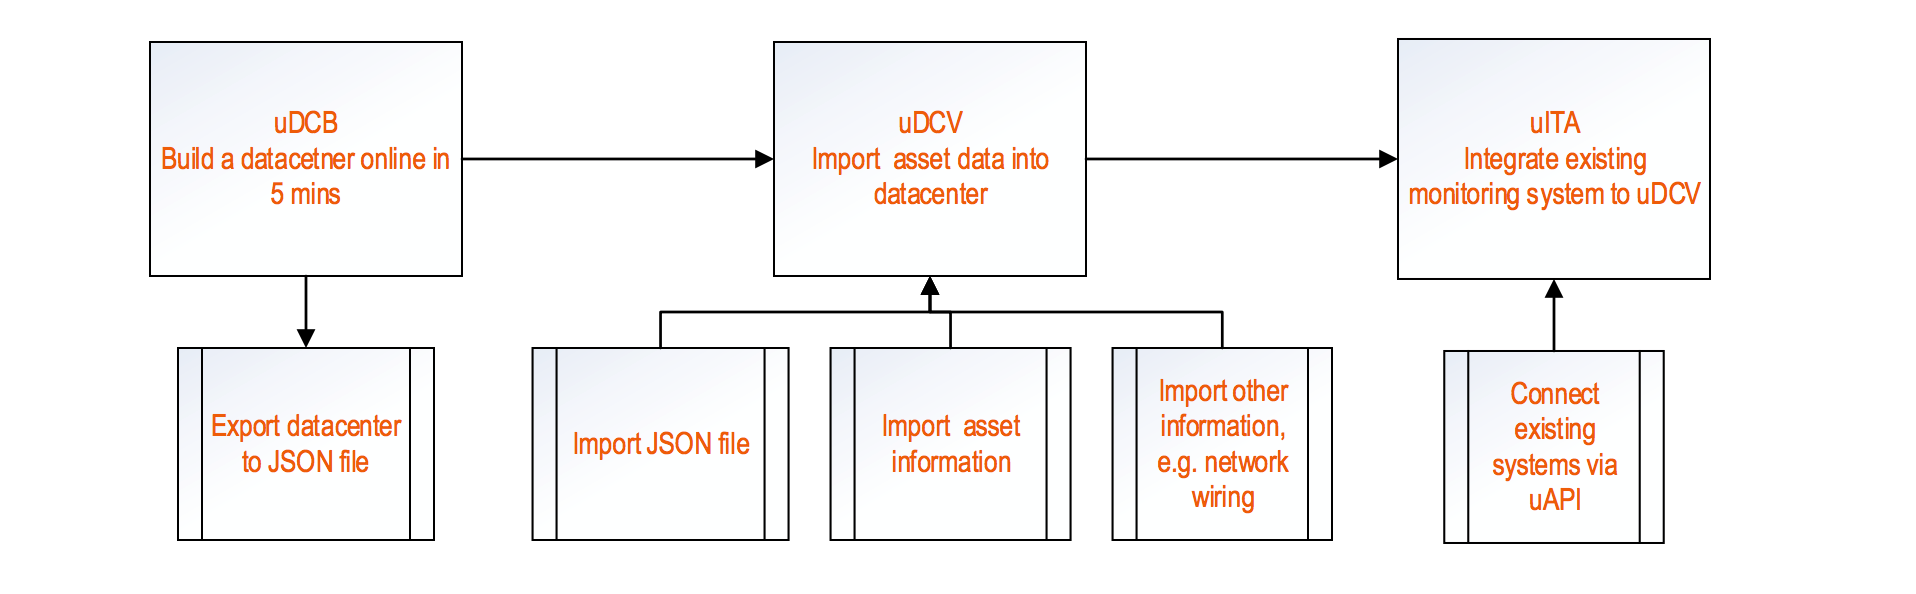 uDCB
Build a datacetner online in
5 mins
uDCV
Import  asset data into
datacenter
uITA
Integrate existing
monitoring system to uDCV
Export datacenter
to JSON file
Import JSON file
Import  asset
information
Import other
information,
e.g. network
wiring
Connect
existing
systems via
uAPI